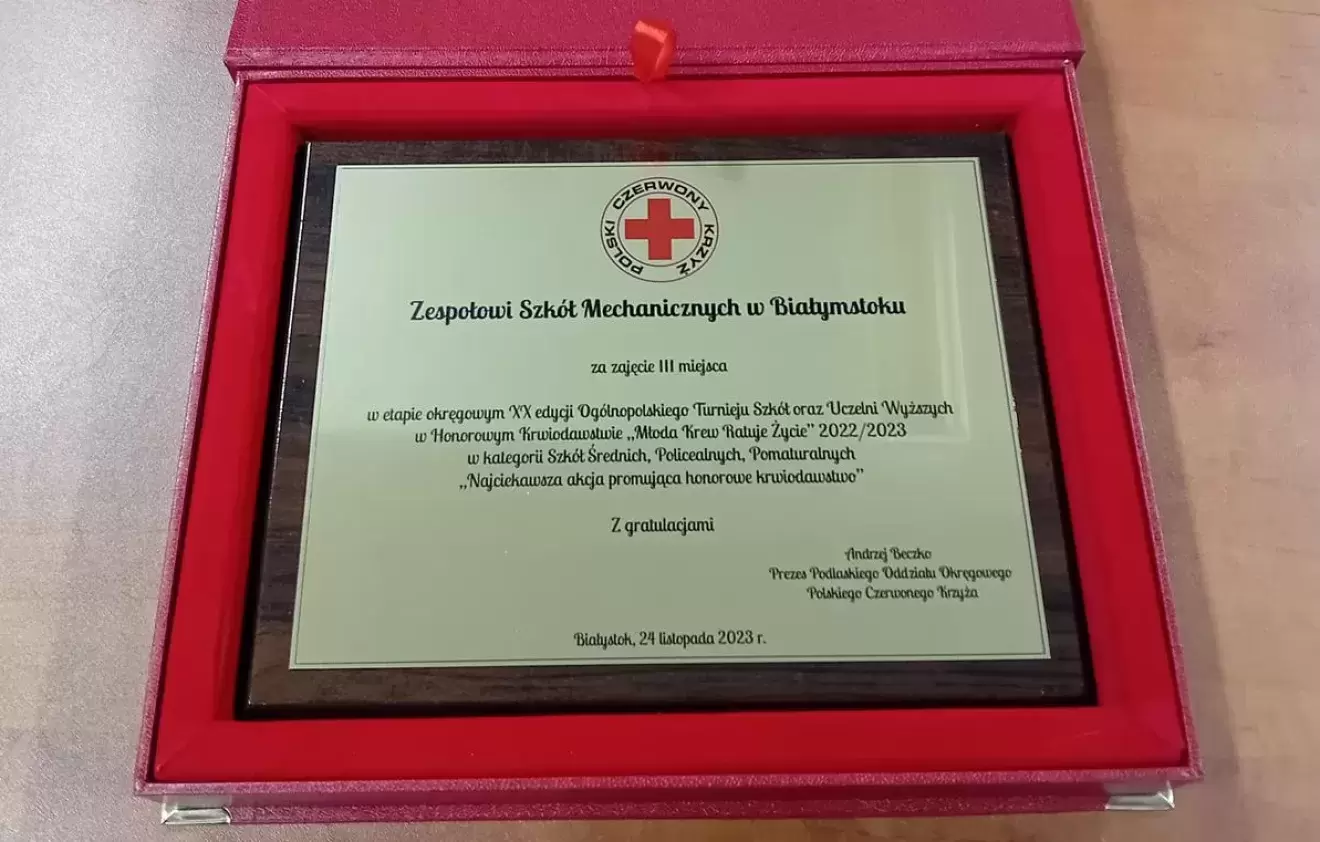 POLSKI CZERWONY KRZYŻ
Zespołowi Szkół Mechanicznych w Białymstoku
za zajęcie III miejsca
w etapie okręgowym XX edycji Ogólnopolskiego Turnieju Szkół oraz Uczelni Wyższych
w Honorowym Krwiodawstwie „Młoda Krew Ratuje Życie” 2022/2023
w kategorii Szkół Średnich, Policealnych, Pomaturalnych
„Najciekawsza akcja promująca honorowe krwiodawstwo”
Z gratulacjami
Andrzej Beczko
Prezes Podlaskiego Oddziału Okręgowego
Polskiego Czerwonego Krzyża
Białystok, 24 listopada 2023 r.